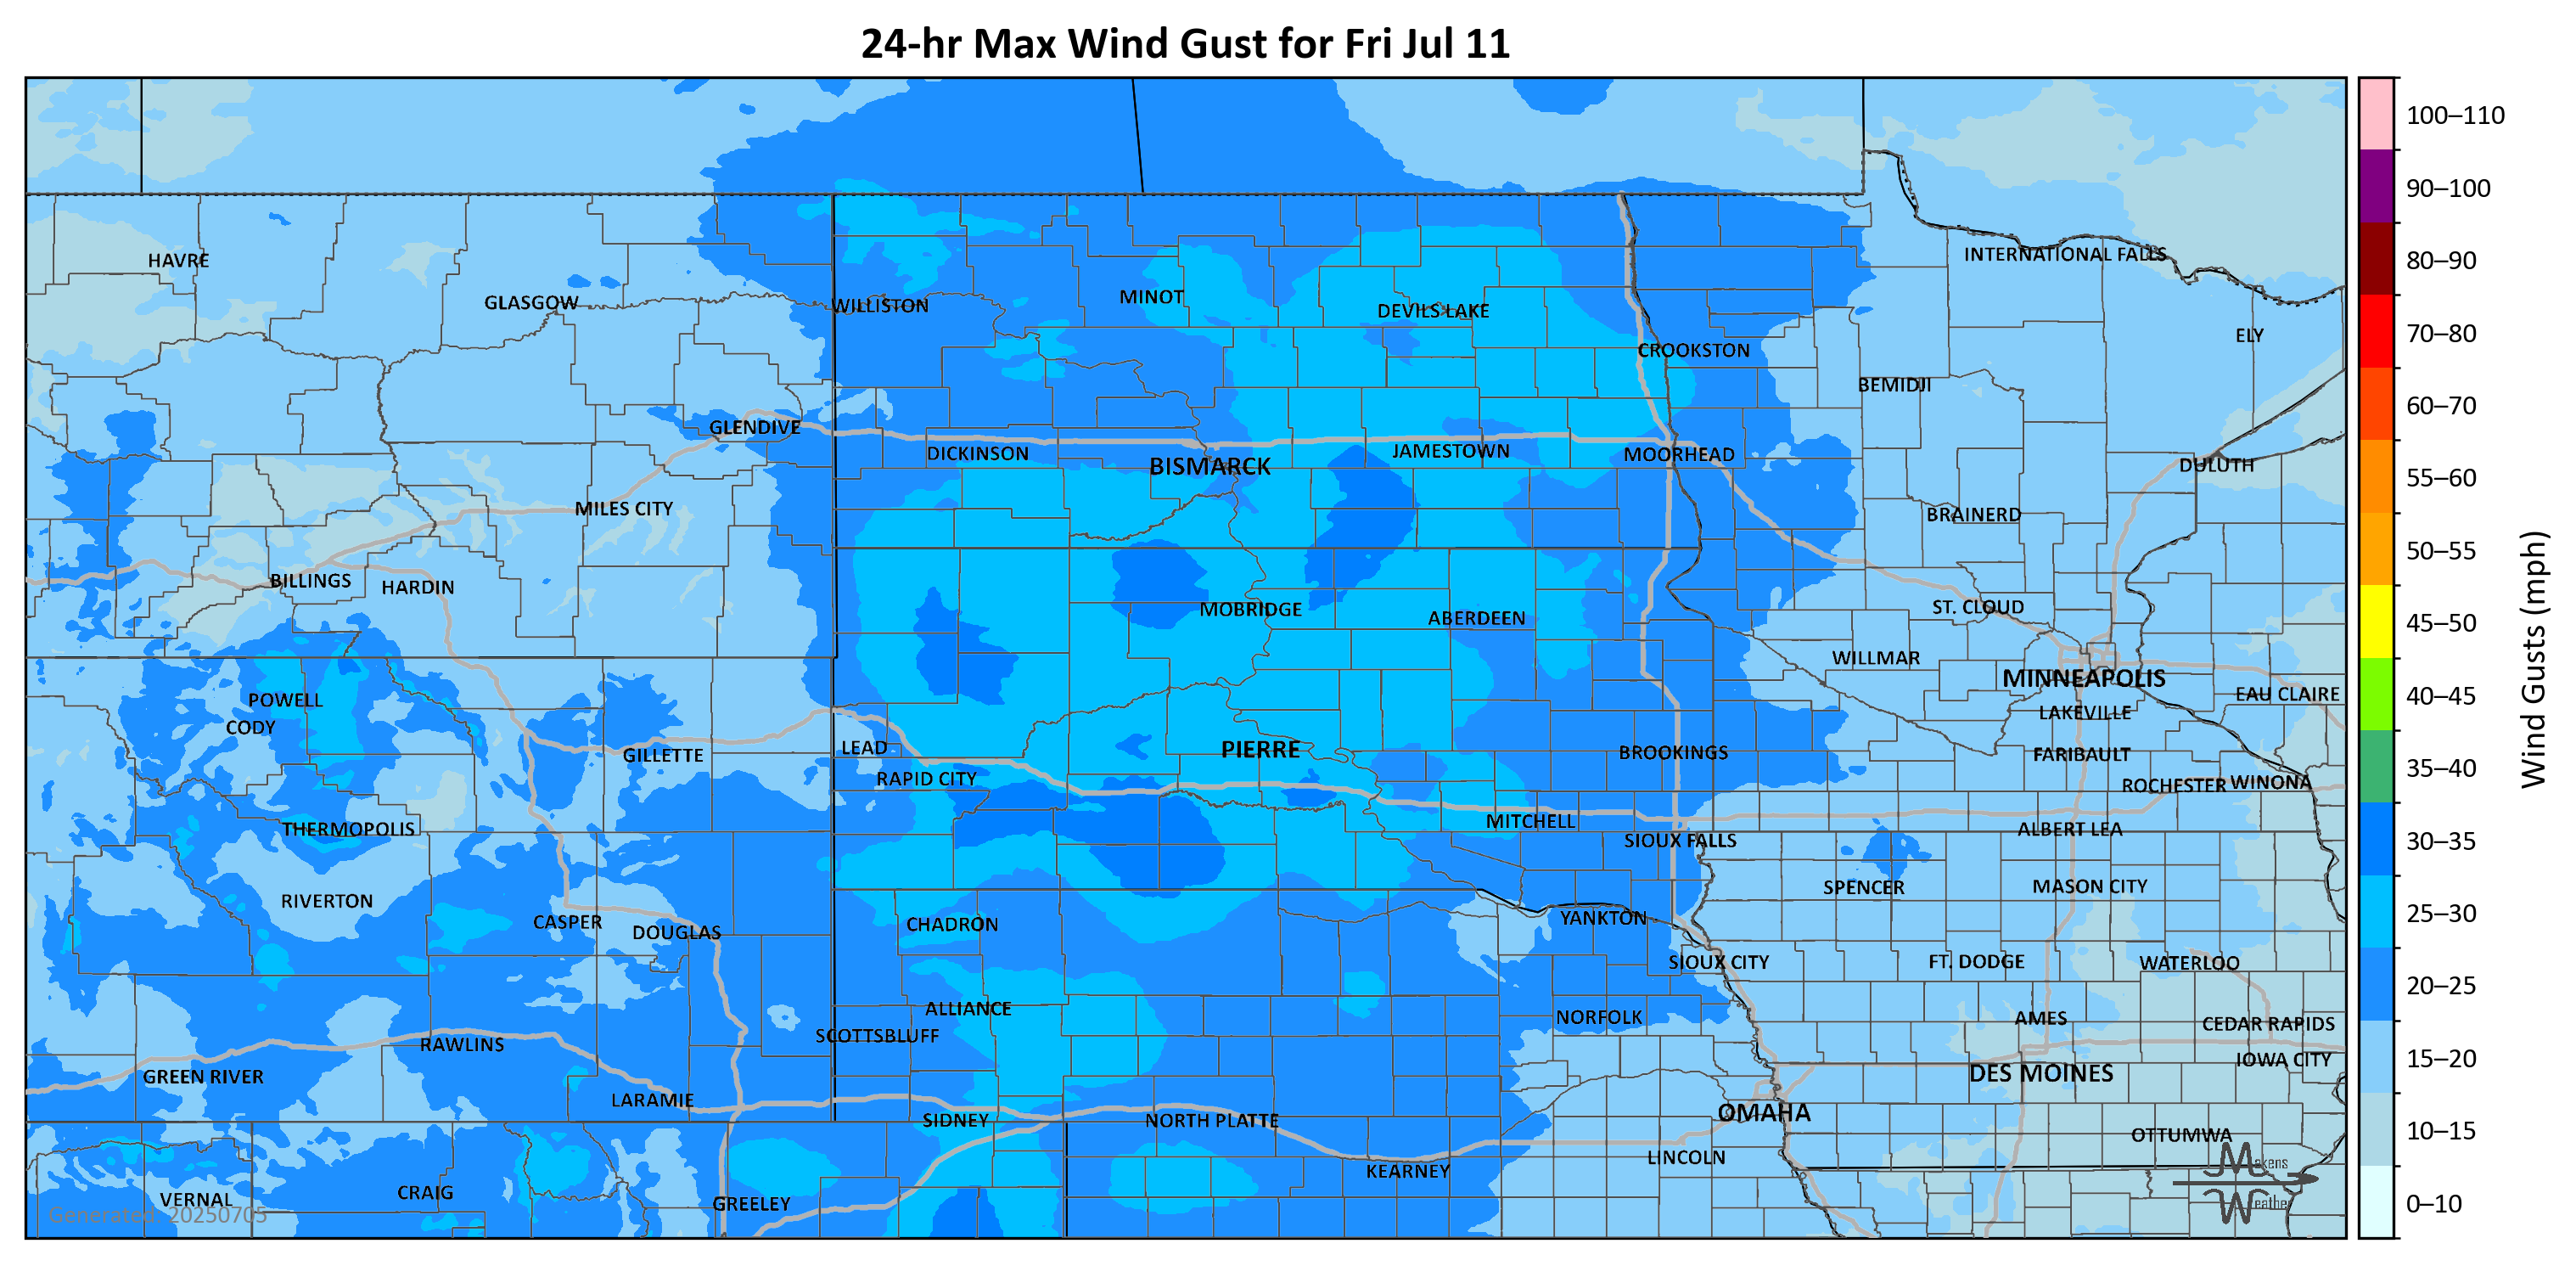 24-hr Max Wind Gust for Fri Jul 11
HAVRE
INTERNATIONAL FALLS
GLASGOW
WILLISTON
MINOT
DEVILS LAKE
ELY
CROOKSTON
BEMIDJI
GLENDIVE
DICKINSON
BISMARCK
JAMESTOWN
MOORHEAD
DULUTH
MILES CITY
BRAINERD
BILLINGS
HARDIN
MOBRIDGE
ABERDEEN
ST. CLOUD
WILLMAR
MINNEAPOLIS
POWELL
EAU CLAIRE
CODY
LAKEVILLE
GILLETTE
LEAD
PIERRE
BROOKINGS
FARIBAULT
RAPID CITY
ROCHESTER
WINONA
THERMOPOLIS
MITCHELL
SIOUX FALLS
ALBERT LEA
RIVERTON
SPENCER
MASON CITY
CASPER
DOUGLAS
CHADRON
YANKTON
SIOUX CITY
FT. DODGE
WATERLOO
ALLIANCE
NORFOLK
AMES
CEDAR RAPIDS
SCOTTSBLUFF
RAWLINS
IOWA CITY
GREEN RIVER
DES MOINES
LARAMIE
SIDNEY
NORTH PLATTE
OMAHA
OTTUMWA
KEARNEY
LINCOLN
VERNAL
CRAIG
GREELEY
Generated: 20250705
Makens
Weather
100–110
90–100
80–90
70–80
60–70
55–60
50–55
45–50
40–45
35–40
30–35
25–30
20–25
15–20
10–15
0–10
Wind Gusts (mph)